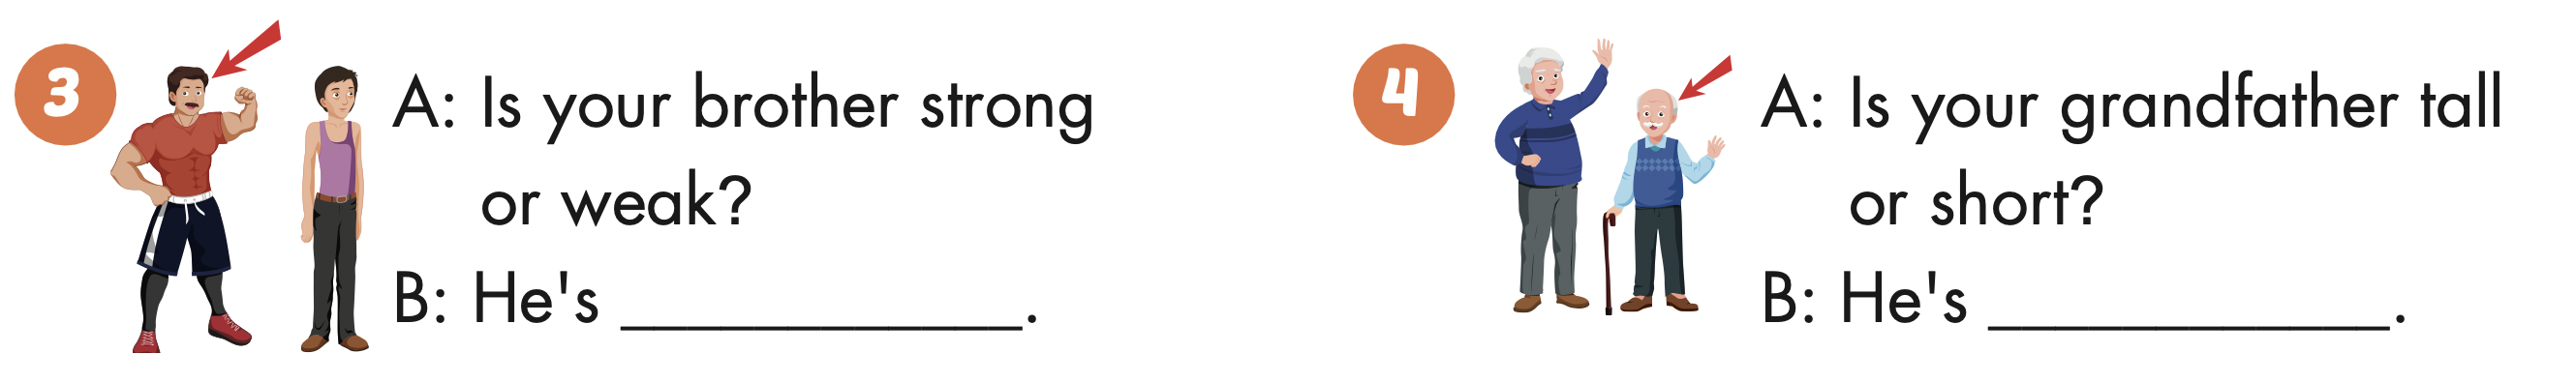 3
A: Is your brother strong
or weak?
B: He's ____________.
4
A: Is your grandfather tall
or short?
B: He's ____________.